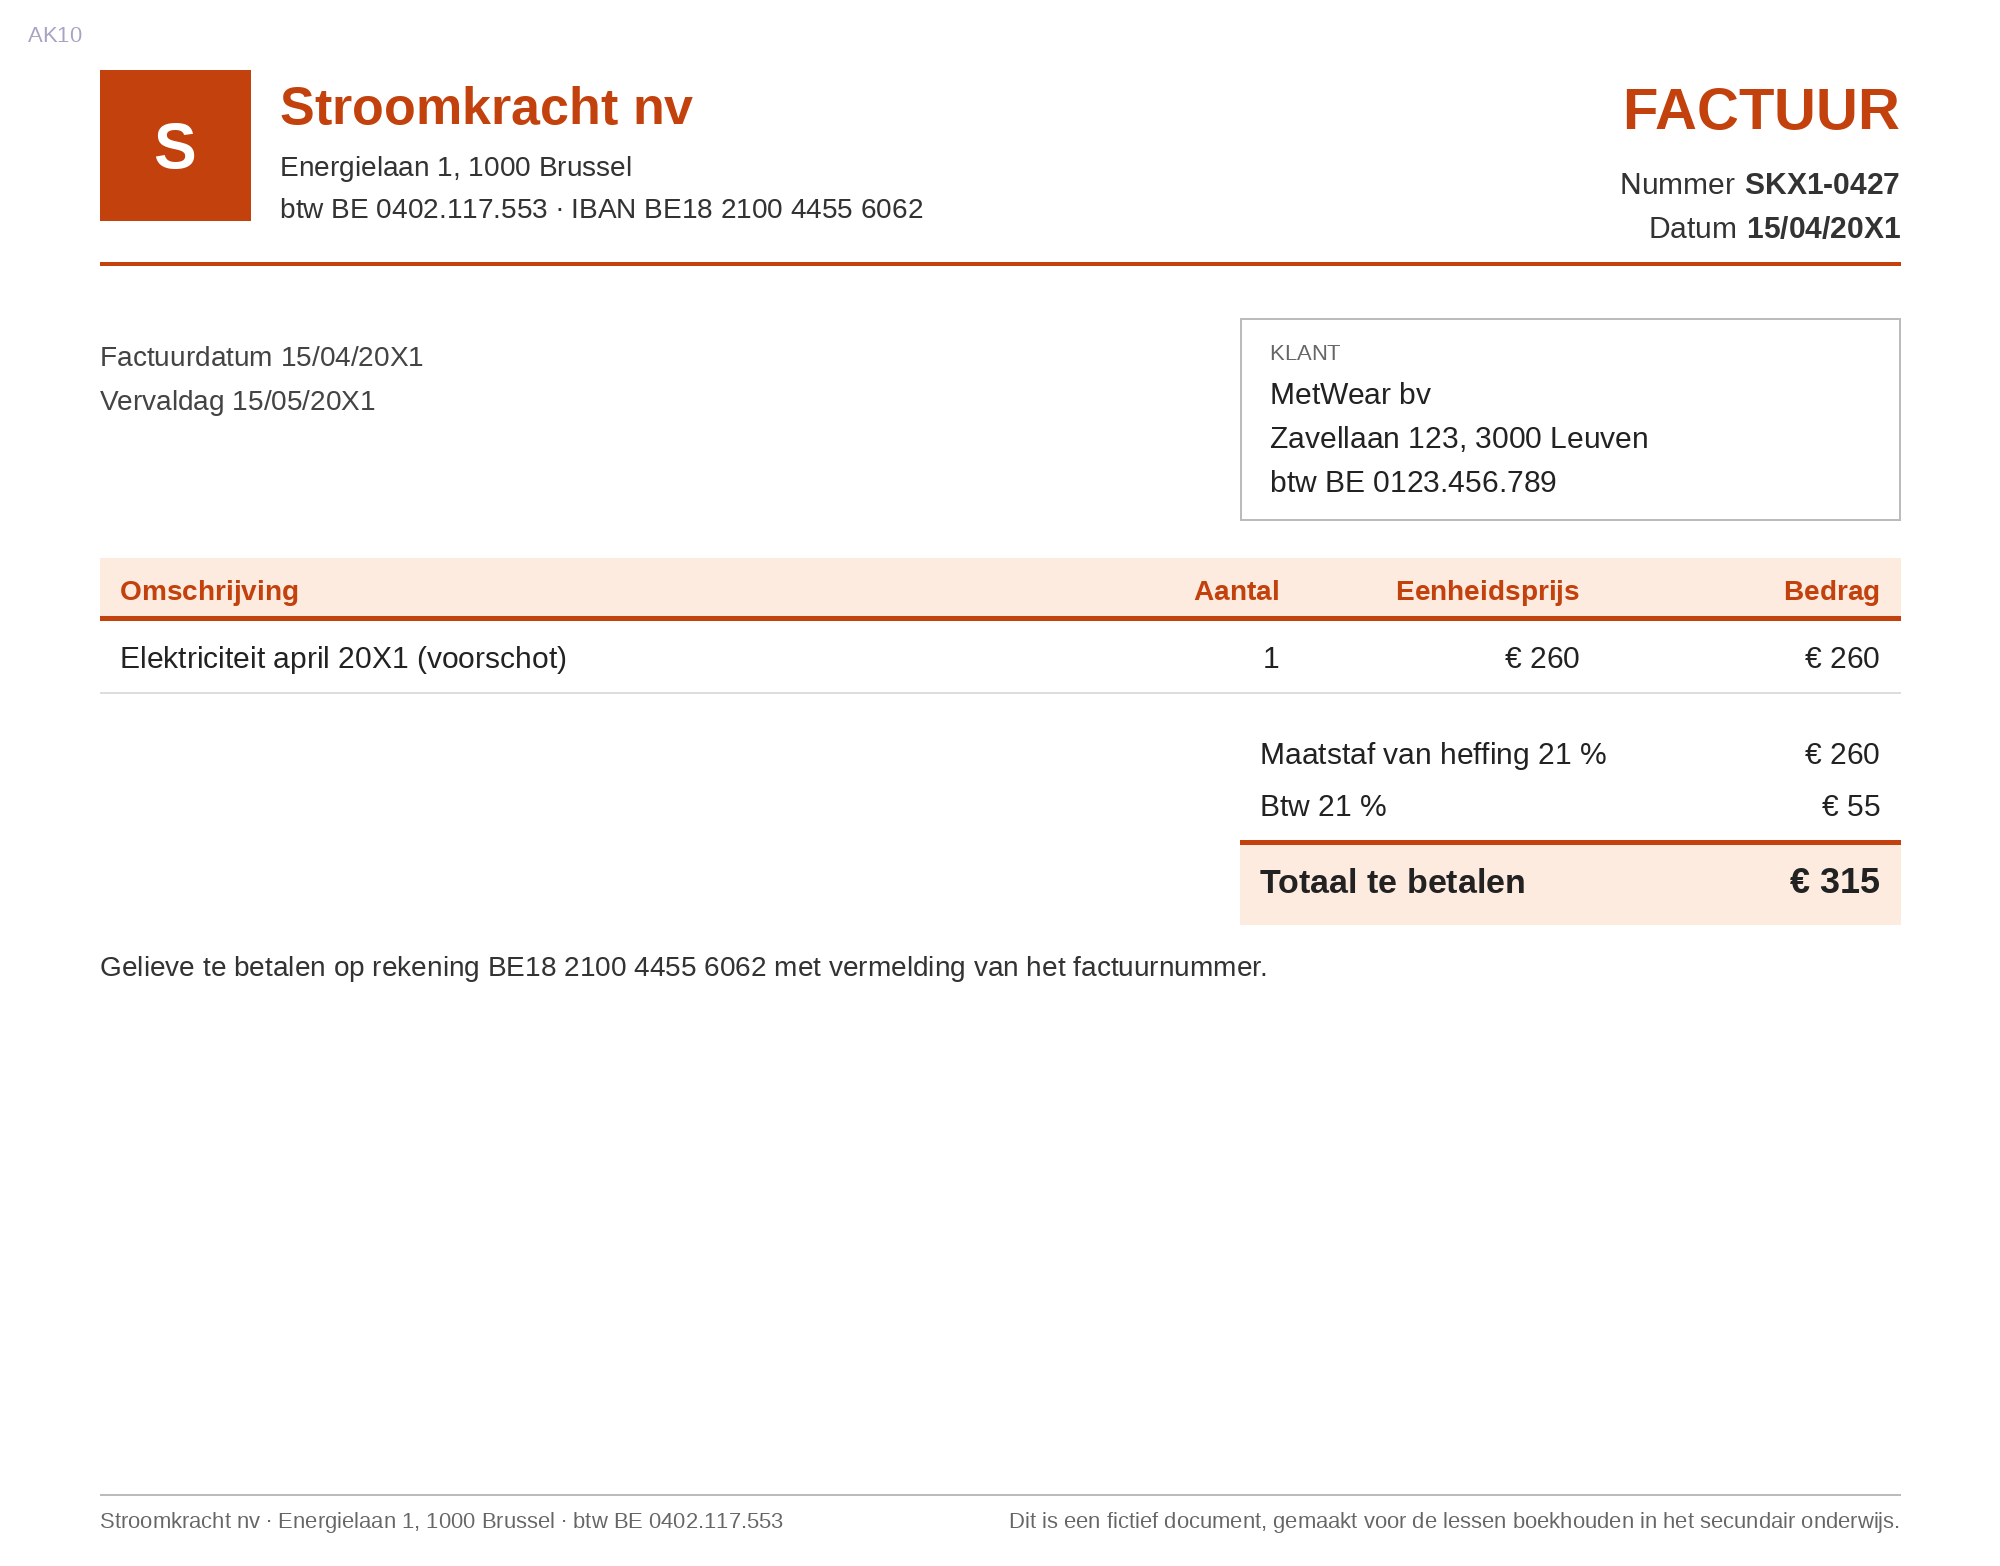 AK10
S
Stroomkracht nv
Energielaan 1, 1000 Brussel
btw BE 0402.117.553 · IBAN BE18 2100 4455 6062
FACTUUR
Nummer SKX1-0427
Datum 15/04/20X1
Factuurdatum 15/04/20X1
Vervaldag 15/05/20X1
KLANT
MetWear bv
Zavellaan 123, 3000 Leuven
btw BE 0123.456.789
Omschrijving Aantal Eenheidsprijs Bedrag
Elektriciteit april 20X1 (voorschot) 1 € 260 € 260
Maatstaf van heffing 21 % € 260
Btw 21 % € 55
Totaal te betalen € 315
Gelieve te betalen op rekening BE18 2100 4455 6062 met vermelding van het factuurnummer.
Stroomkracht nv · Energielaan 1, 1000 Brussel · btw BE 0402.117.553
Dit is een fictief document, gemaakt voor de lessen boekhouden in het secundair onderwijs.